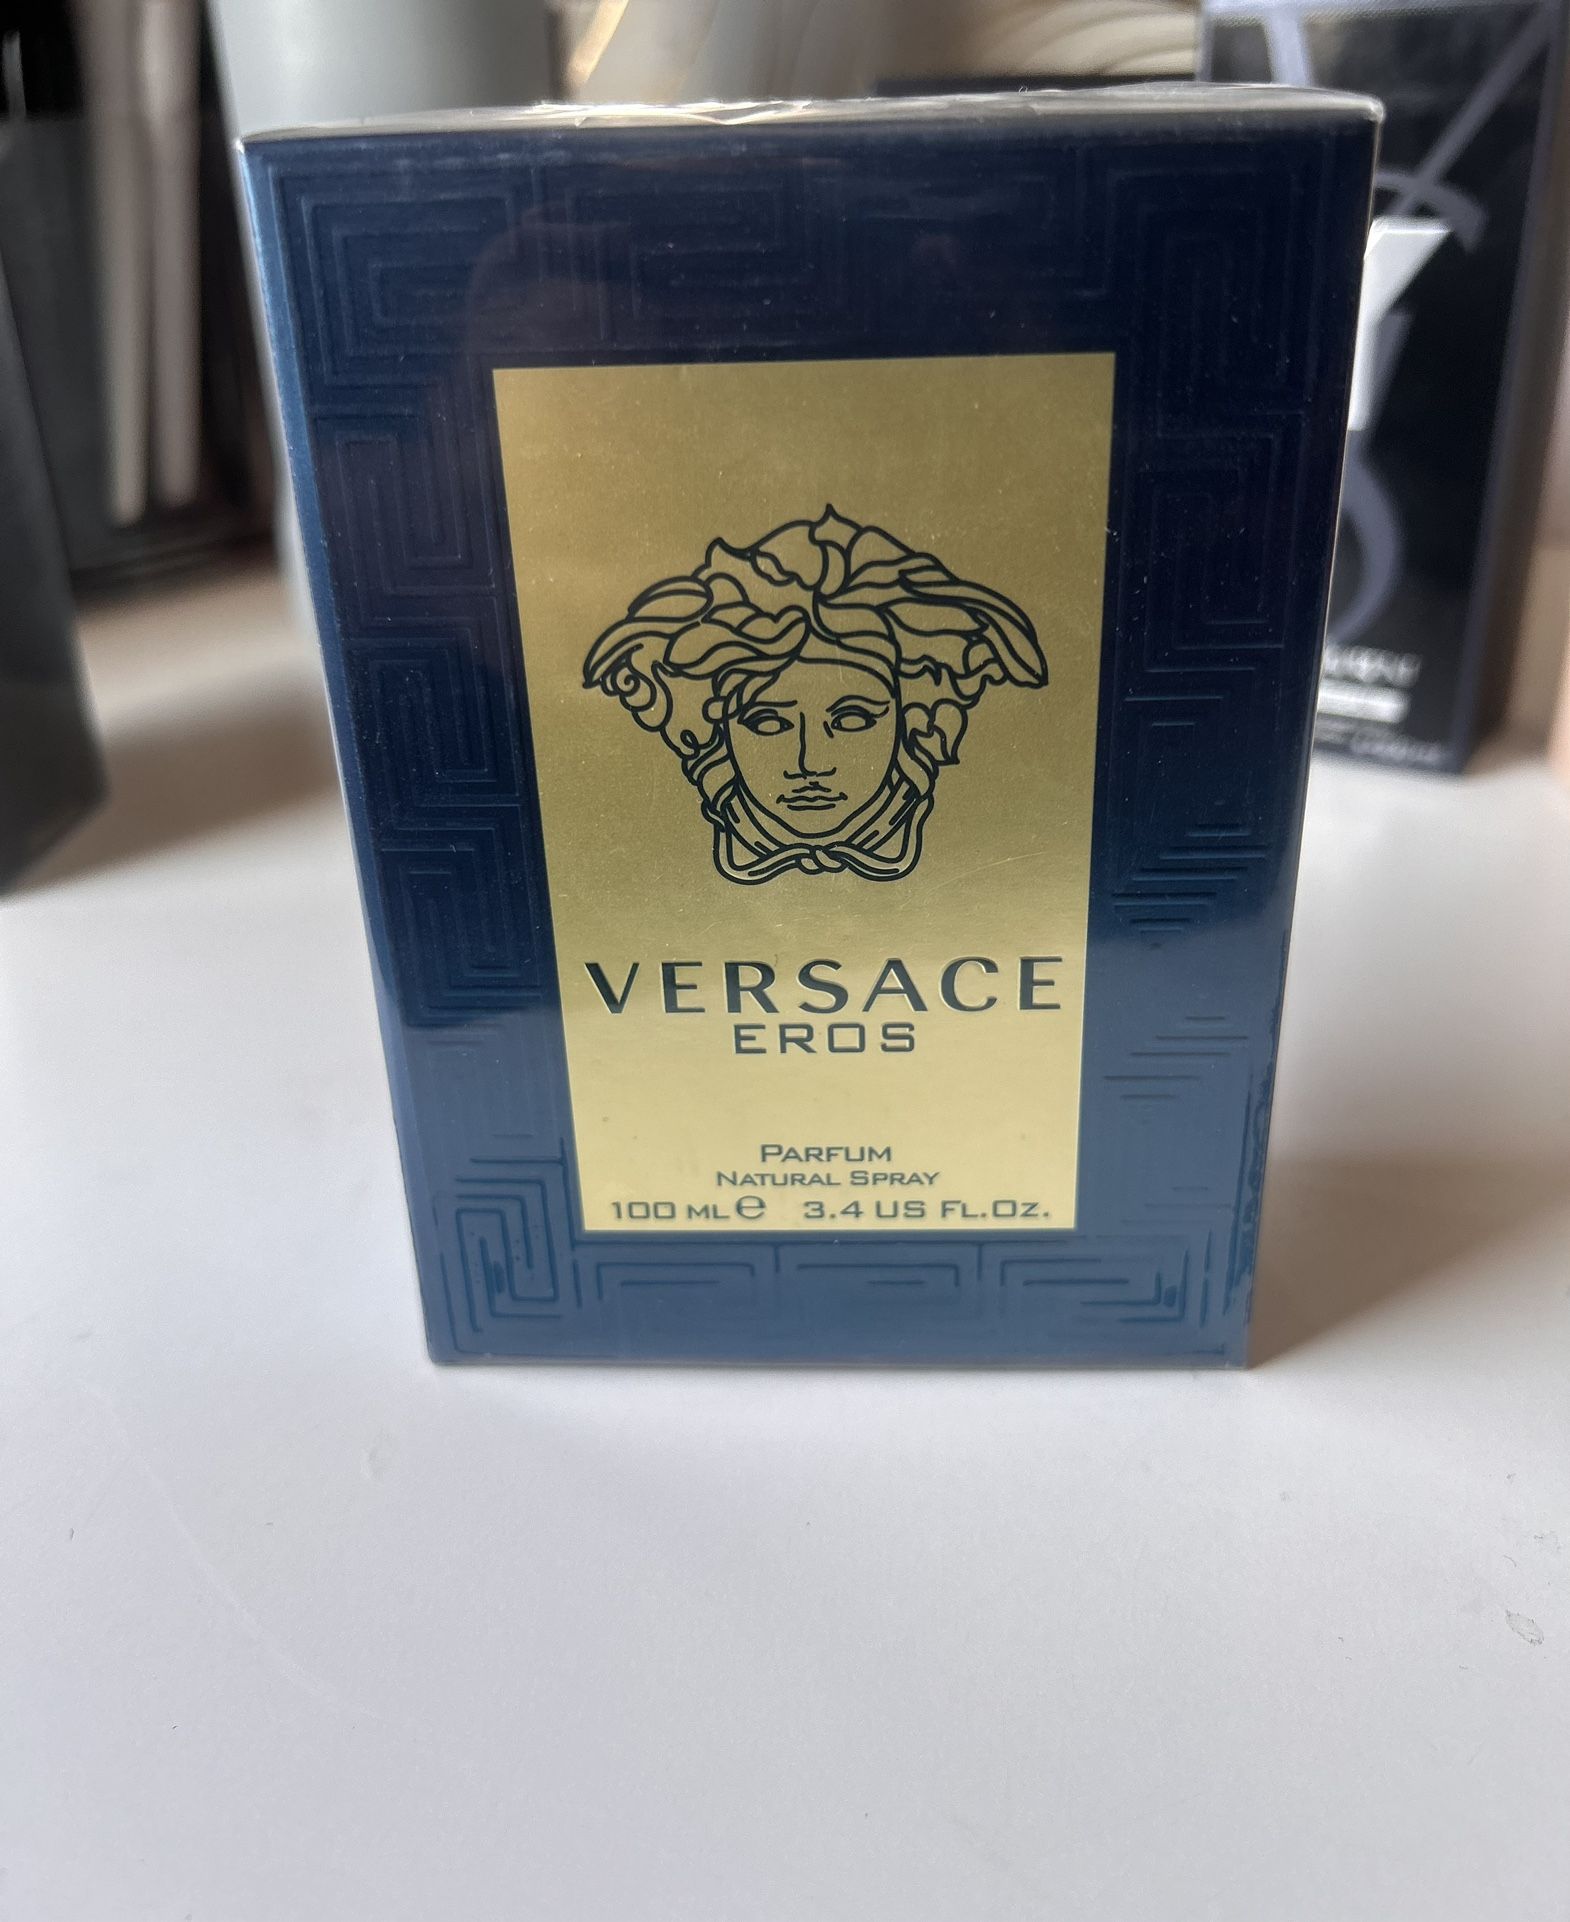 VERSACE
EROS
PARFUM
NATURAL SPRAY
100 ML ℮ 3.4 US FL.OZ.